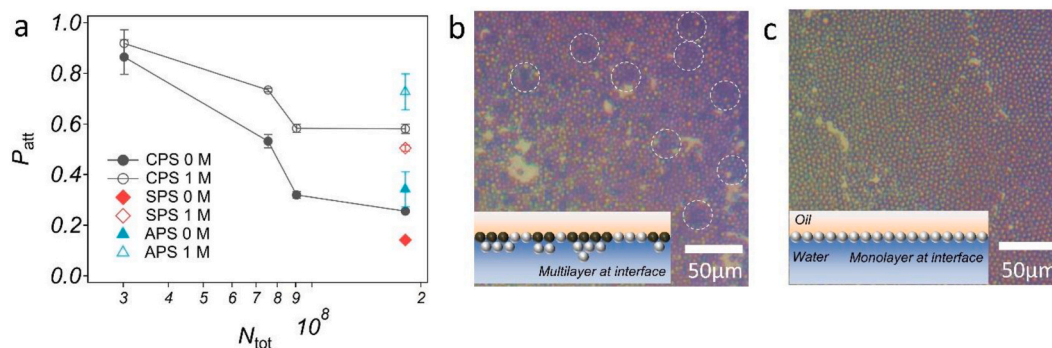 a
1.0
0.8
0.6
0.4
0.2
0.0
P_att
CPS 0 M
CPS 1 M
SPS 0 M
SPS 1 M
APS 0 M
APS 1 M
3 4 5 6 7 8 9 2
10^8
N_tot
b
Multilayer at interface
50μm
c
Oil
Water Monolayer at interface
50μm